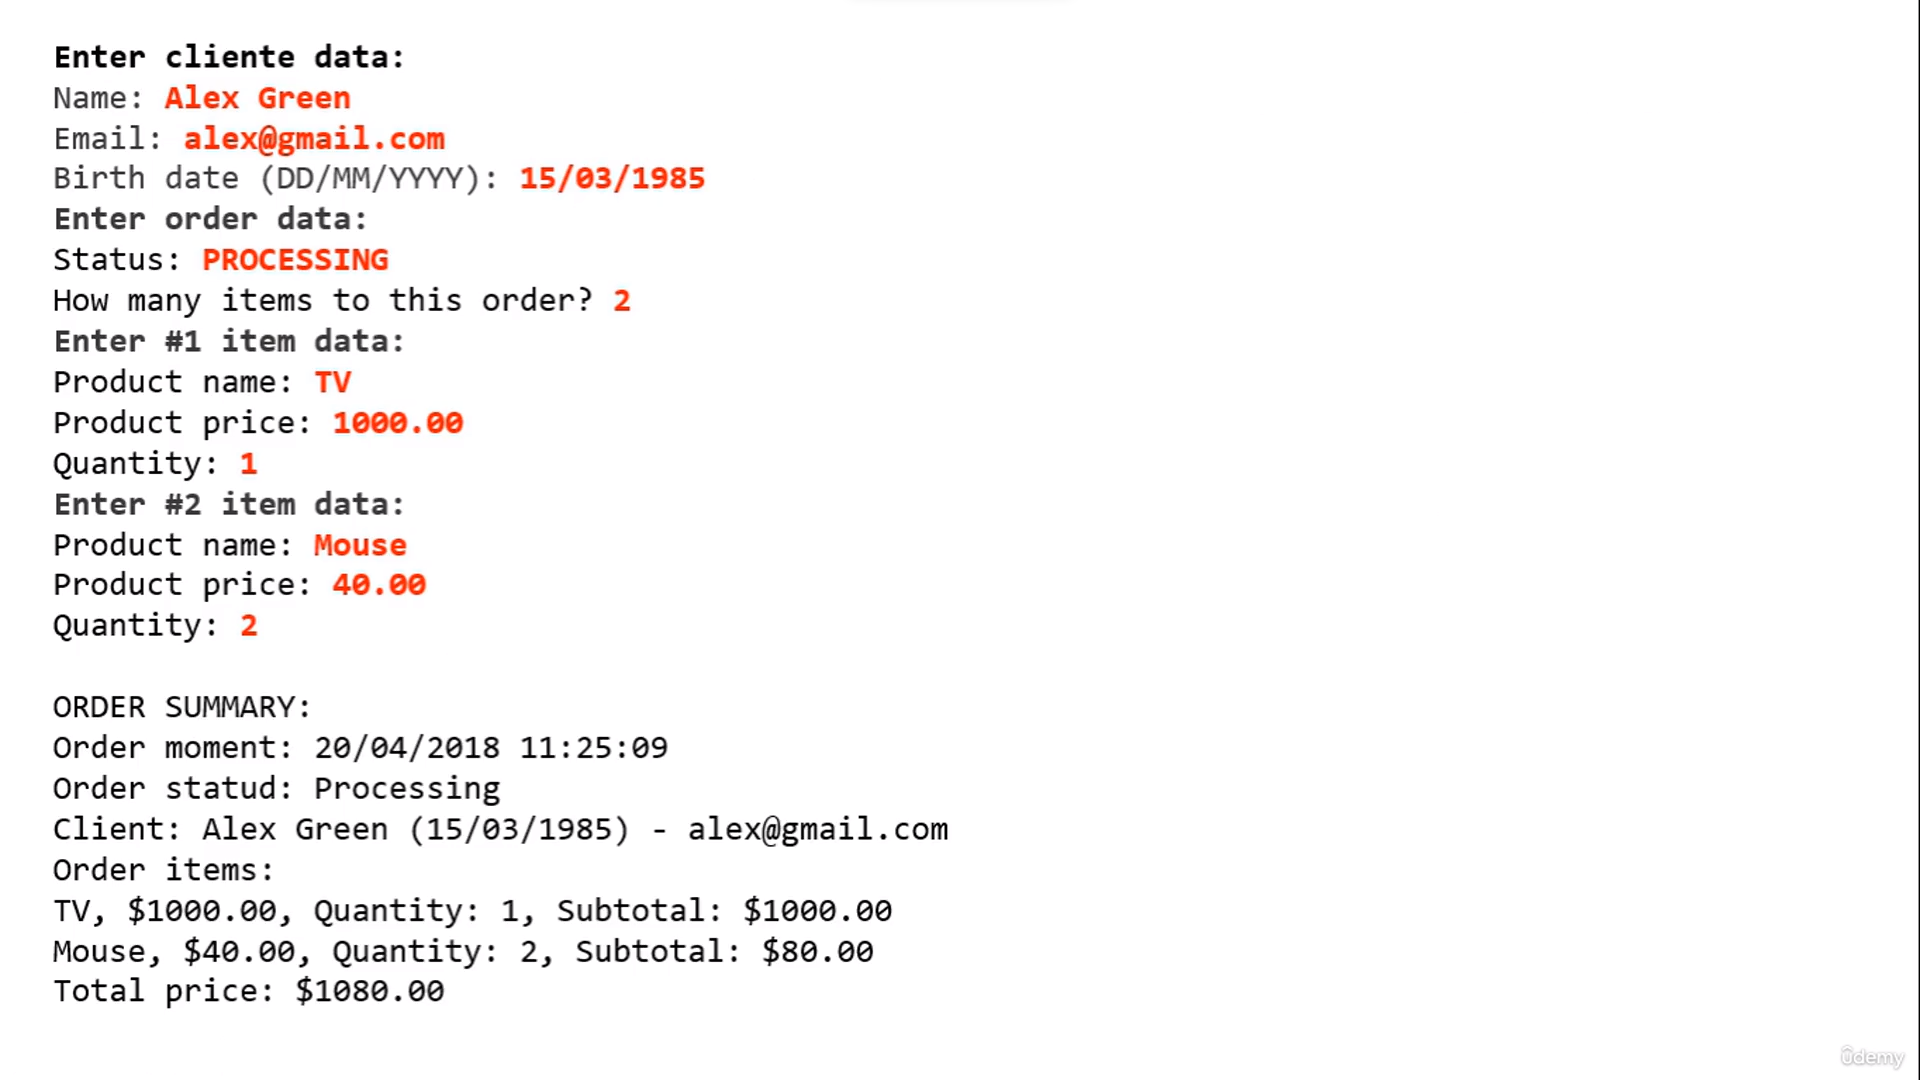 Enter cliente data:
Name: Alex Green
Email: alex@gmail.com
Birth date (DD/MM/YYYY): 15/03/1985
Enter order data:
Status: PROCESSING
How many items to this order? 2
Enter #1 item data:
Product name: TV
Product price: 1000.00
Quantity: 1
Enter #2 item data:
Product name: Mouse
Product price: 40.00
Quantity: 2
ORDER SUMMARY:
Order moment: 20/04/2018 11:25:09
Order statud: Processing
Client: Alex Green (15/03/1985) - alex@gmail.com
Order items:
TV, $1000.00, Quantity: 1, Subtotal: $1000.00
Mouse, $40.00, Quantity: 2, Subtotal: $80.00
Total price: $1080.00
ûdemy